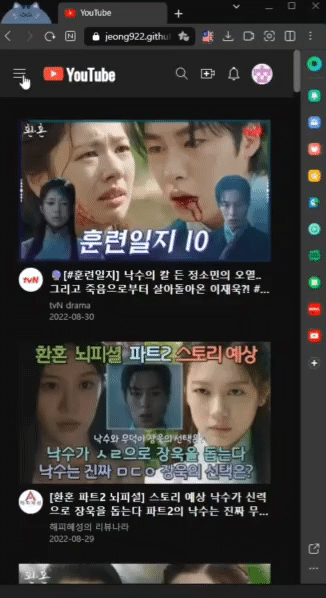 YouTube
jeong922.githu
YouTube
환혼
훈련일지 10
[#훈련일지] 낙수의 칼 든 정소민의 오열..
그리고 죽음으로부터 살아돌아온 이재욱?! #...
tvN
tvN drama
2022-08-30
환혼 뇌피셜 파트2 스토리 예상
낙수와 무덕이 장욱의 선택은?
낙수가 ㅅㄹ으로 장욱을 돕는다
낙수는 진짜 ㅁㄷㅇ 장욱의 선택은?
[환혼 파트2 뇌피셜] 스토리 예상 낙수가 신력
으로 장욱을 돕는다 파트2의 낙수는 진짜 무...
해피혜성의 리뷰나라
2022-08-29